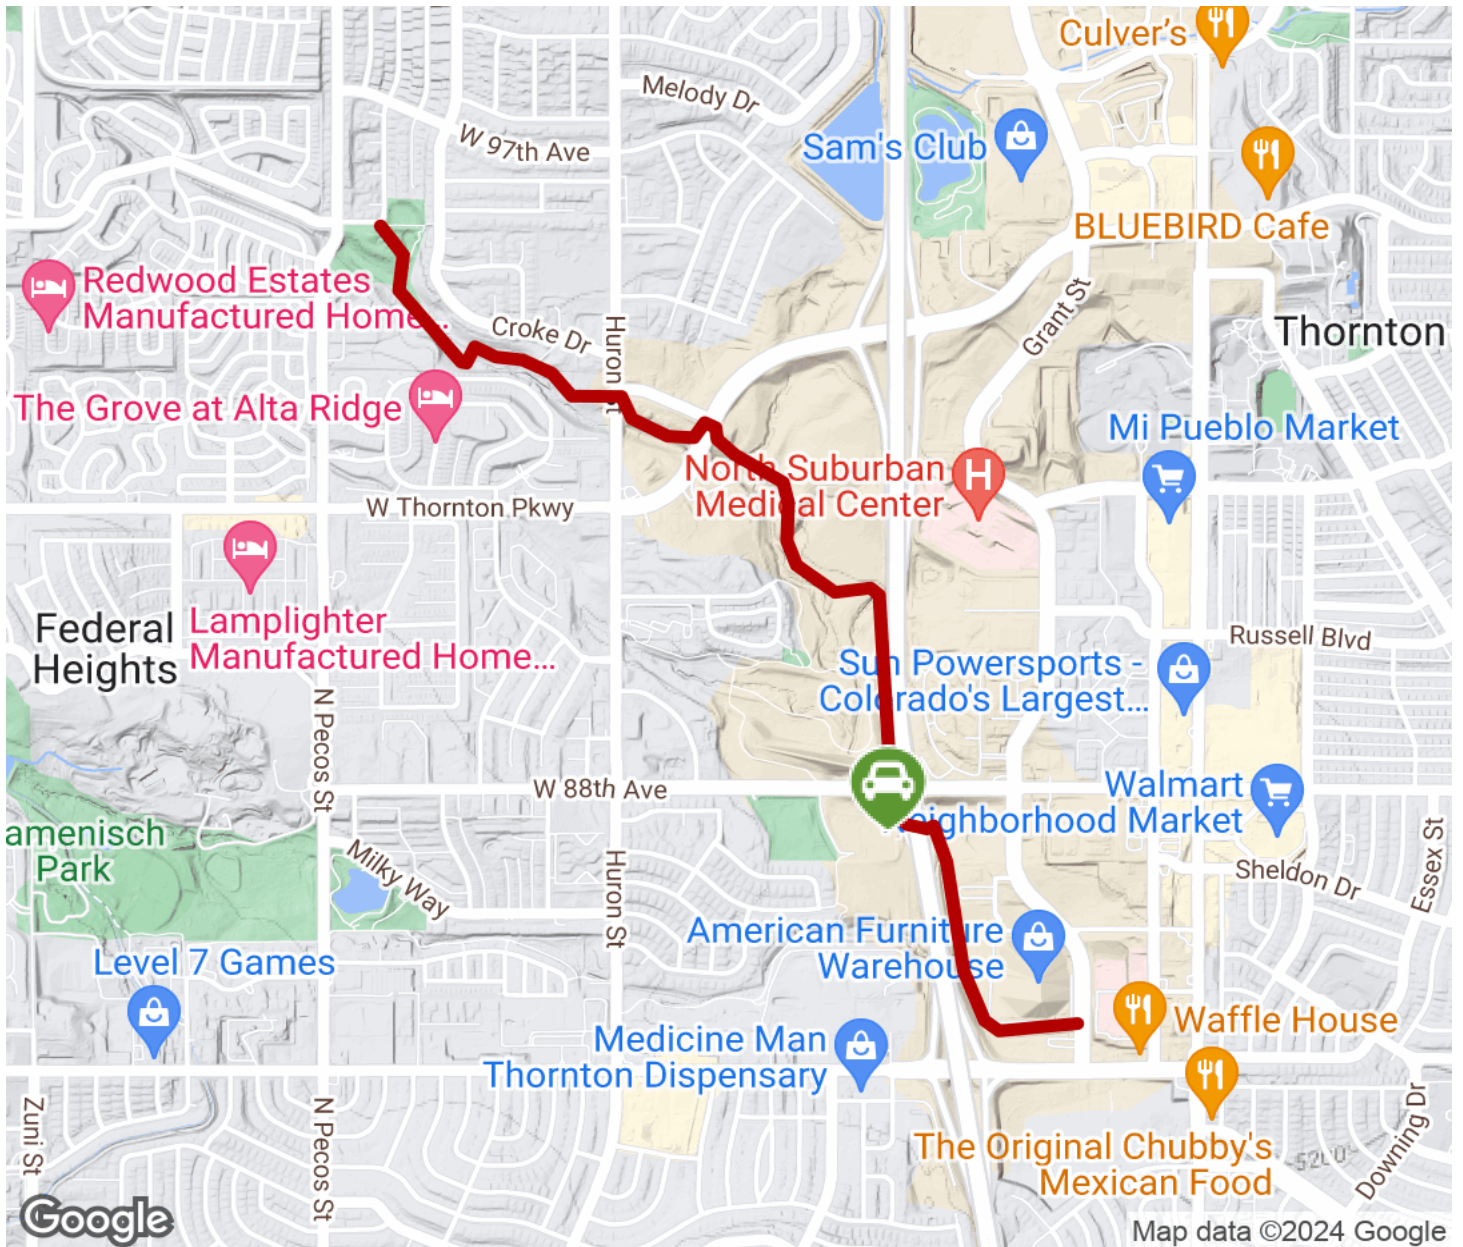 Culver's
Melody Dr
W 97th Ave
Sam's Club
BLUEBIRD Cafe
Redwood Estates
Manufactured Home...
Croke Dr
Huron St
Grant St
Thornton
The Grove at Alta Ridge
Mi Pueblo Market
North Suburban
Medical Center
W Thornton Pkwy
Federal
Heights
Lamplighter
Manufactured Home...
Russell Blvd
Sun Powersports -
Colorado's Largest...
N Pecos St
W 88th Ave
Walmart
Neighborhood Market
amenisch
Park
Milky Way
Huron St
Sheldon Dr
Essex St
American Furniture
Warehouse
Level 7 Games
Waffle House
Medicine Man
Thornton Dispensary
Zuni St
N Pecos St
The Original Chubby's
Mexican Food
5200
Downing Dr
Google
Map data ©2024 Google